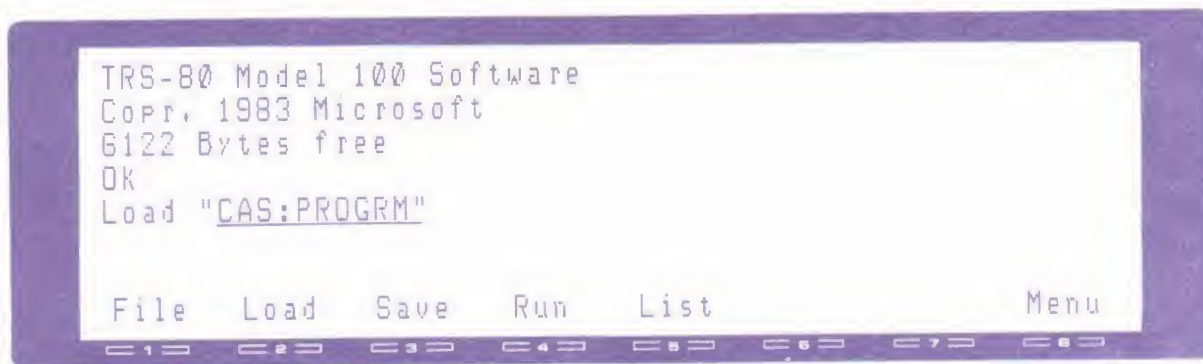 TRS-80 Model 100 Software
Copr. 1983 Microsoft
6122 Bytes free
Ok
Load "CAS:PROGRM"
File Load Save Run List Menu
1 2 3 4 5 6 7 8